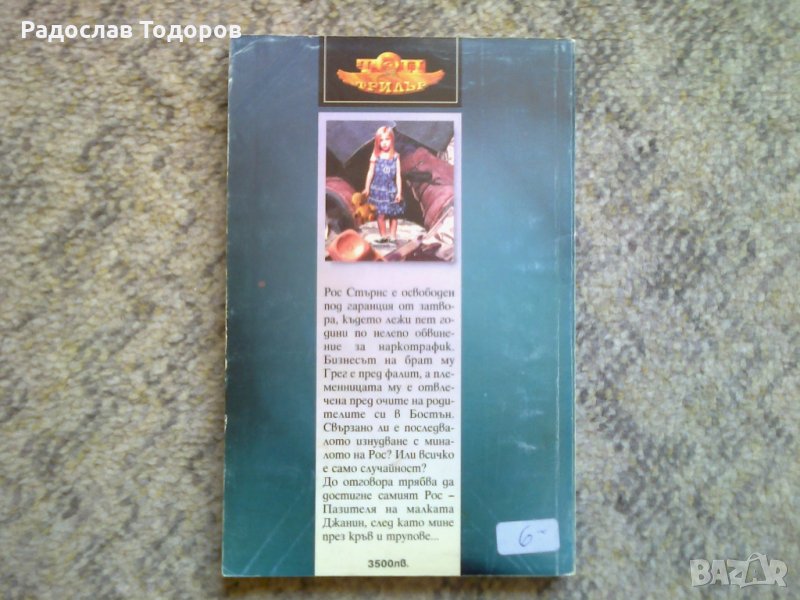 Радослав Тодоров
ТРИЛЪР
Рос Стърнс е освободен
под гаранция от затво-
ра, където лежи пет го-
дини по нелепо обвине-
ние за наркотрафик.
Бизнесът на брат му
Грег е пред фалит, а пле-
менницата му е отвле-
чена пред очите на роди-
телите си в Бостън.
Свързано ли е последва-
лото изнудване с мина-
лото на Рос? Или всичко
е само случайност?
До отговора трябва да
достигне самият Рос –
Пазителя на малката
Джанин, след като мине
през кръв и трупове...
3500лв.
6-
BAZAR
bazar.bg